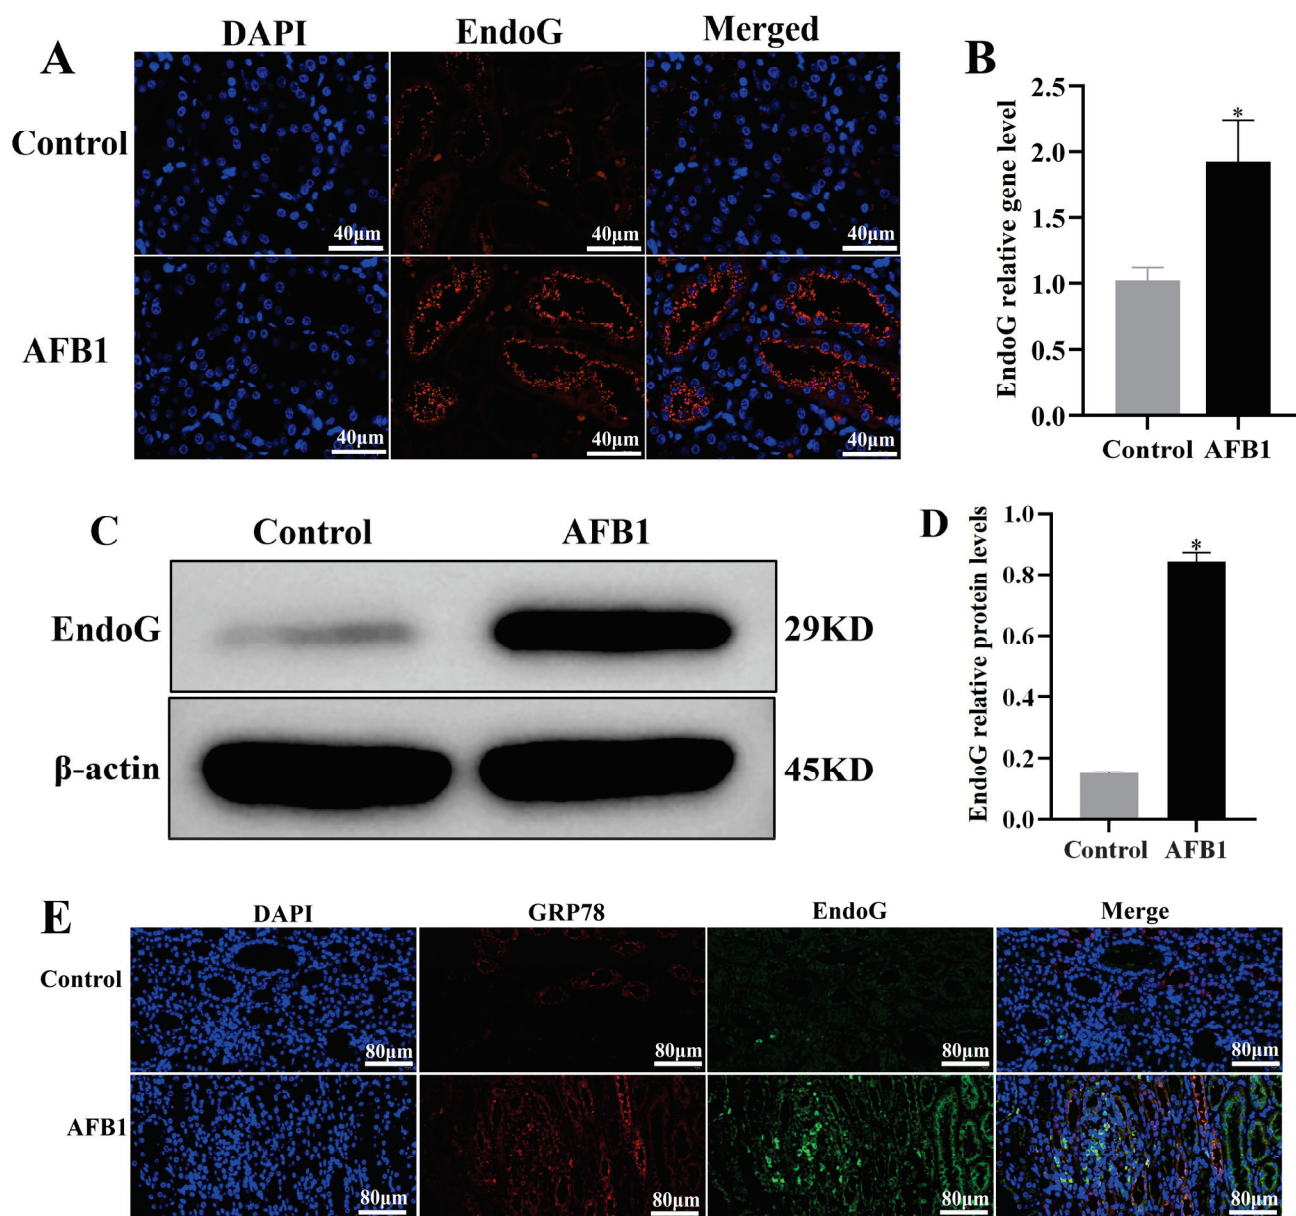 A
DAPI EndoG Merged
Control
40μm 40μm 40μm
AFB1
40μm 40μm 40μm
B
EndoG relative gene level
2.5
2.0
1.5
1.0
0.5
0.0
Control AFB1
C
Control AFB1
EndoG 29KD
β-actin 45KD
D
EndoG relative protein levels
1.0
0.8
0.6
0.4
0.2
0.0
Control AFB1
*
*
E
DAPI GRP78 EndoG Merge
Control
80μm 80μm 80μm 80μm
AFB1
80μm 80μm 80μm 80μm